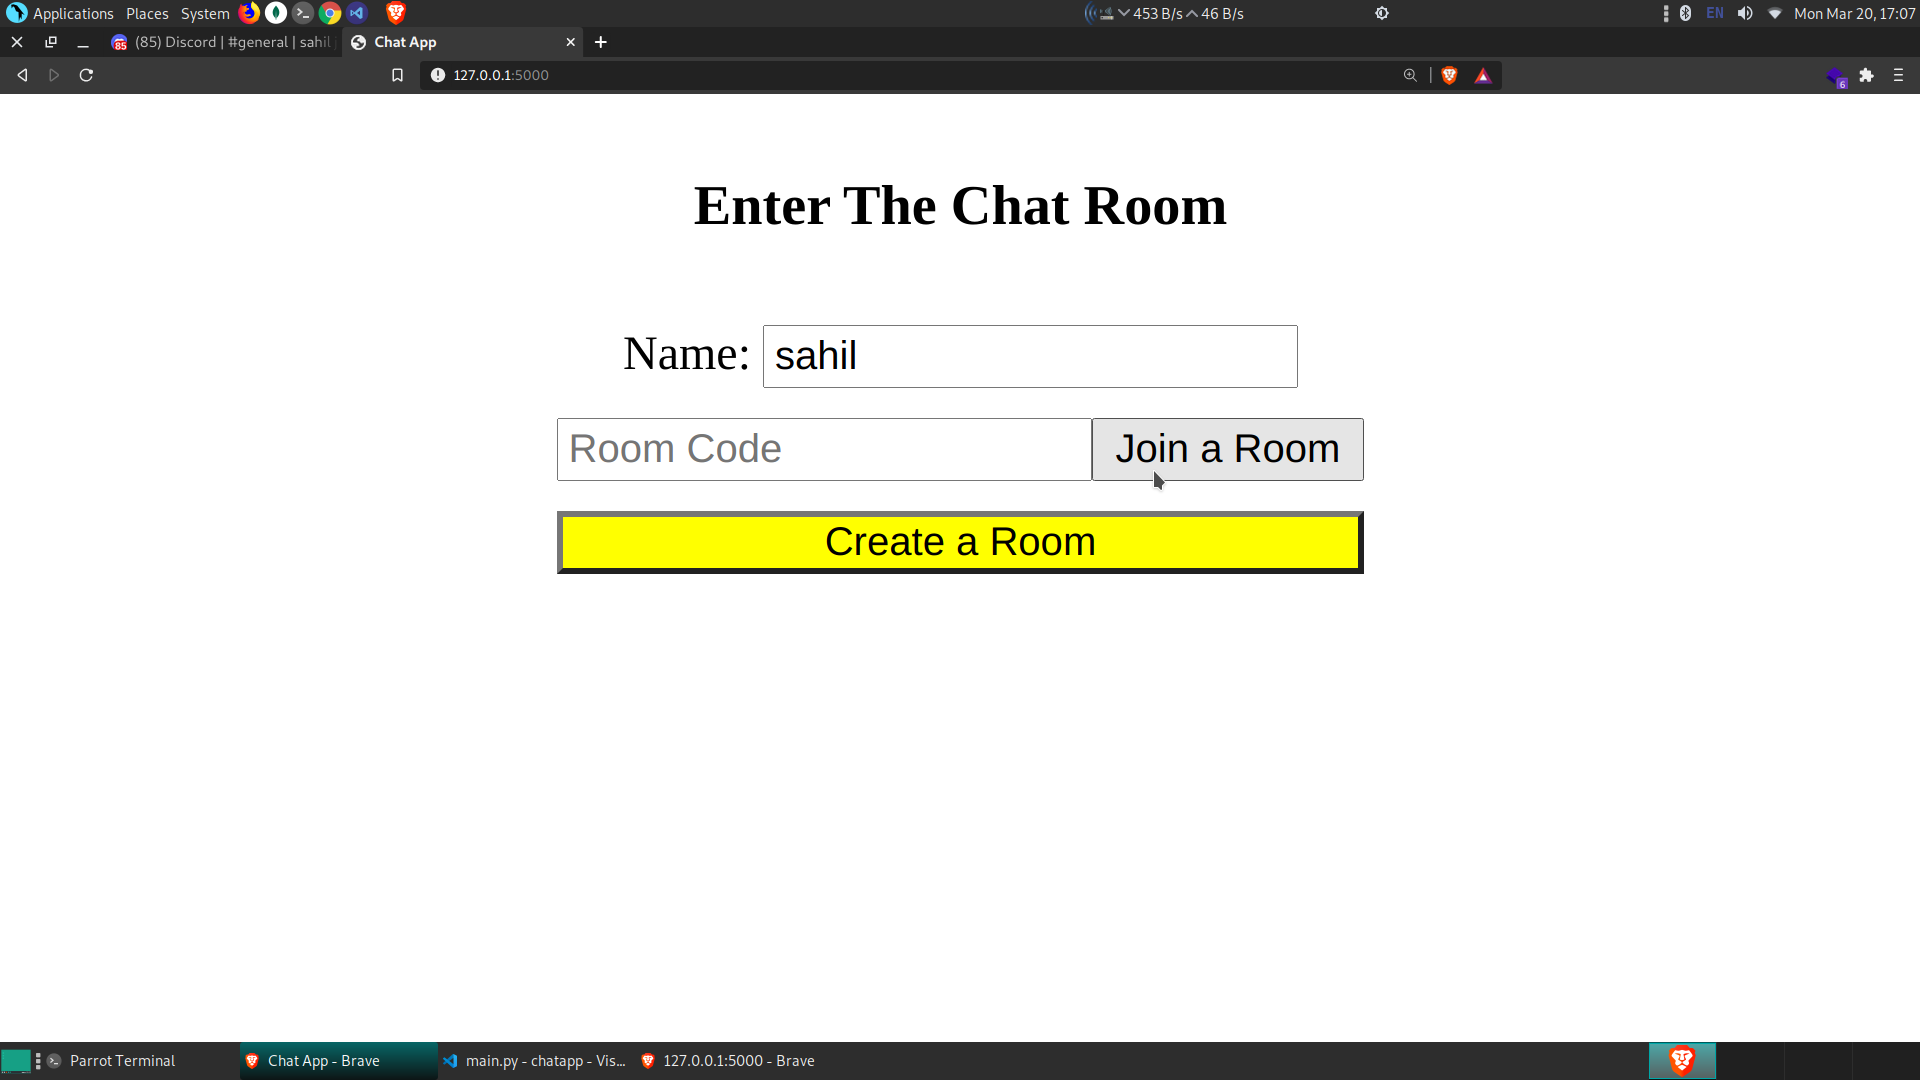 Applications Places System 453 B/s 46 B/s EN Mon Mar 20, 17:07
85 (85) Discord | #general | sahil Chat App
127.0.0.1:5000 6
Enter The Chat Room
Name: sahil
Room Code Join a Room
Create a Room
Parrot Terminal Chat App - Brave main.py - chatapp - Vis... 127.0.0.1:5000 - Brave